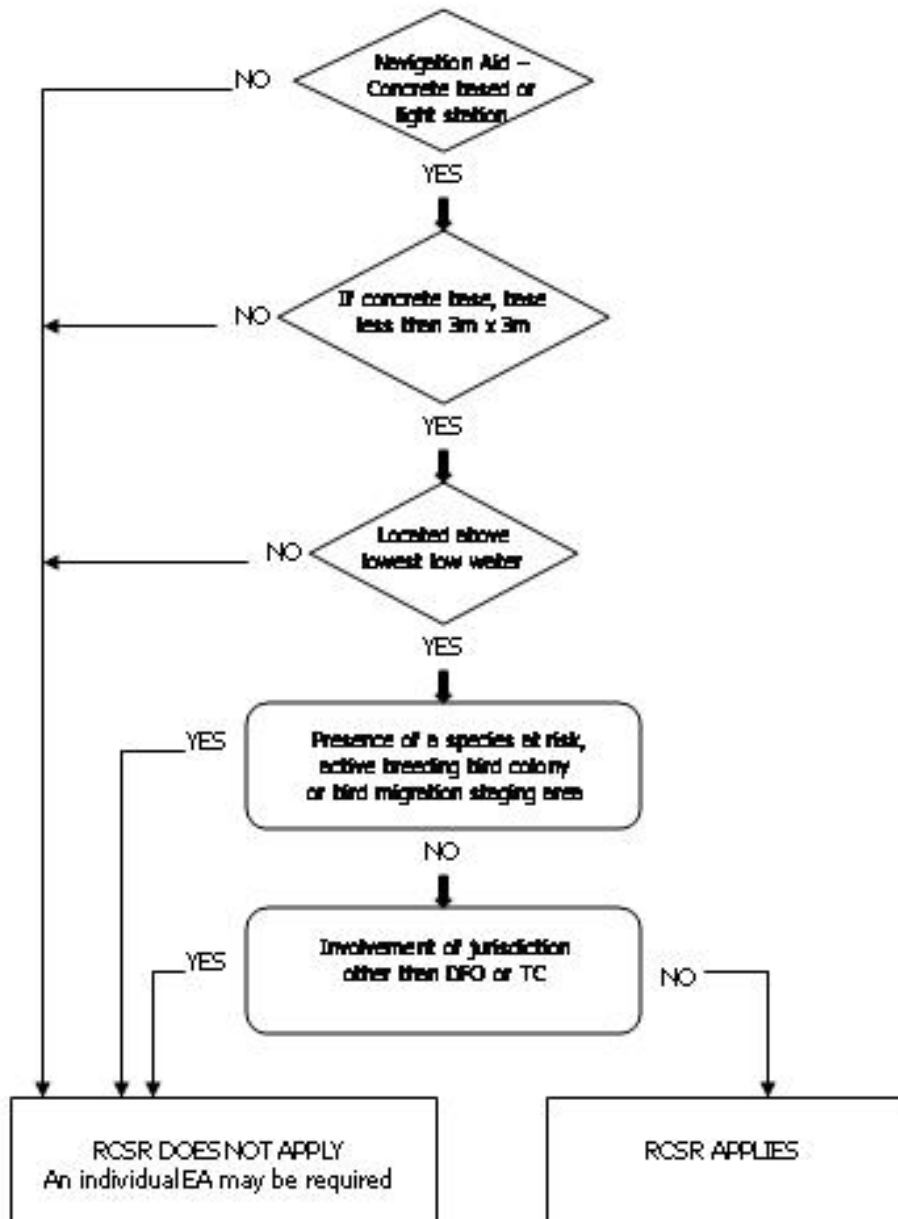 Navigation Aid –
Concrete based or
light station
NO
YES
If concrete base, base
less than 3m x 3m
NO
YES
Located above
lowest low water
NO
YES
Presence of a species at risk,
active breeding bird colony
or bird migration staging area
YES
NO
Involvement of jurisdiction
other than DFO or TC
YES
NO
RCSR DOES NOT APPLY
An individual EA may be required
RCSR APPLIES